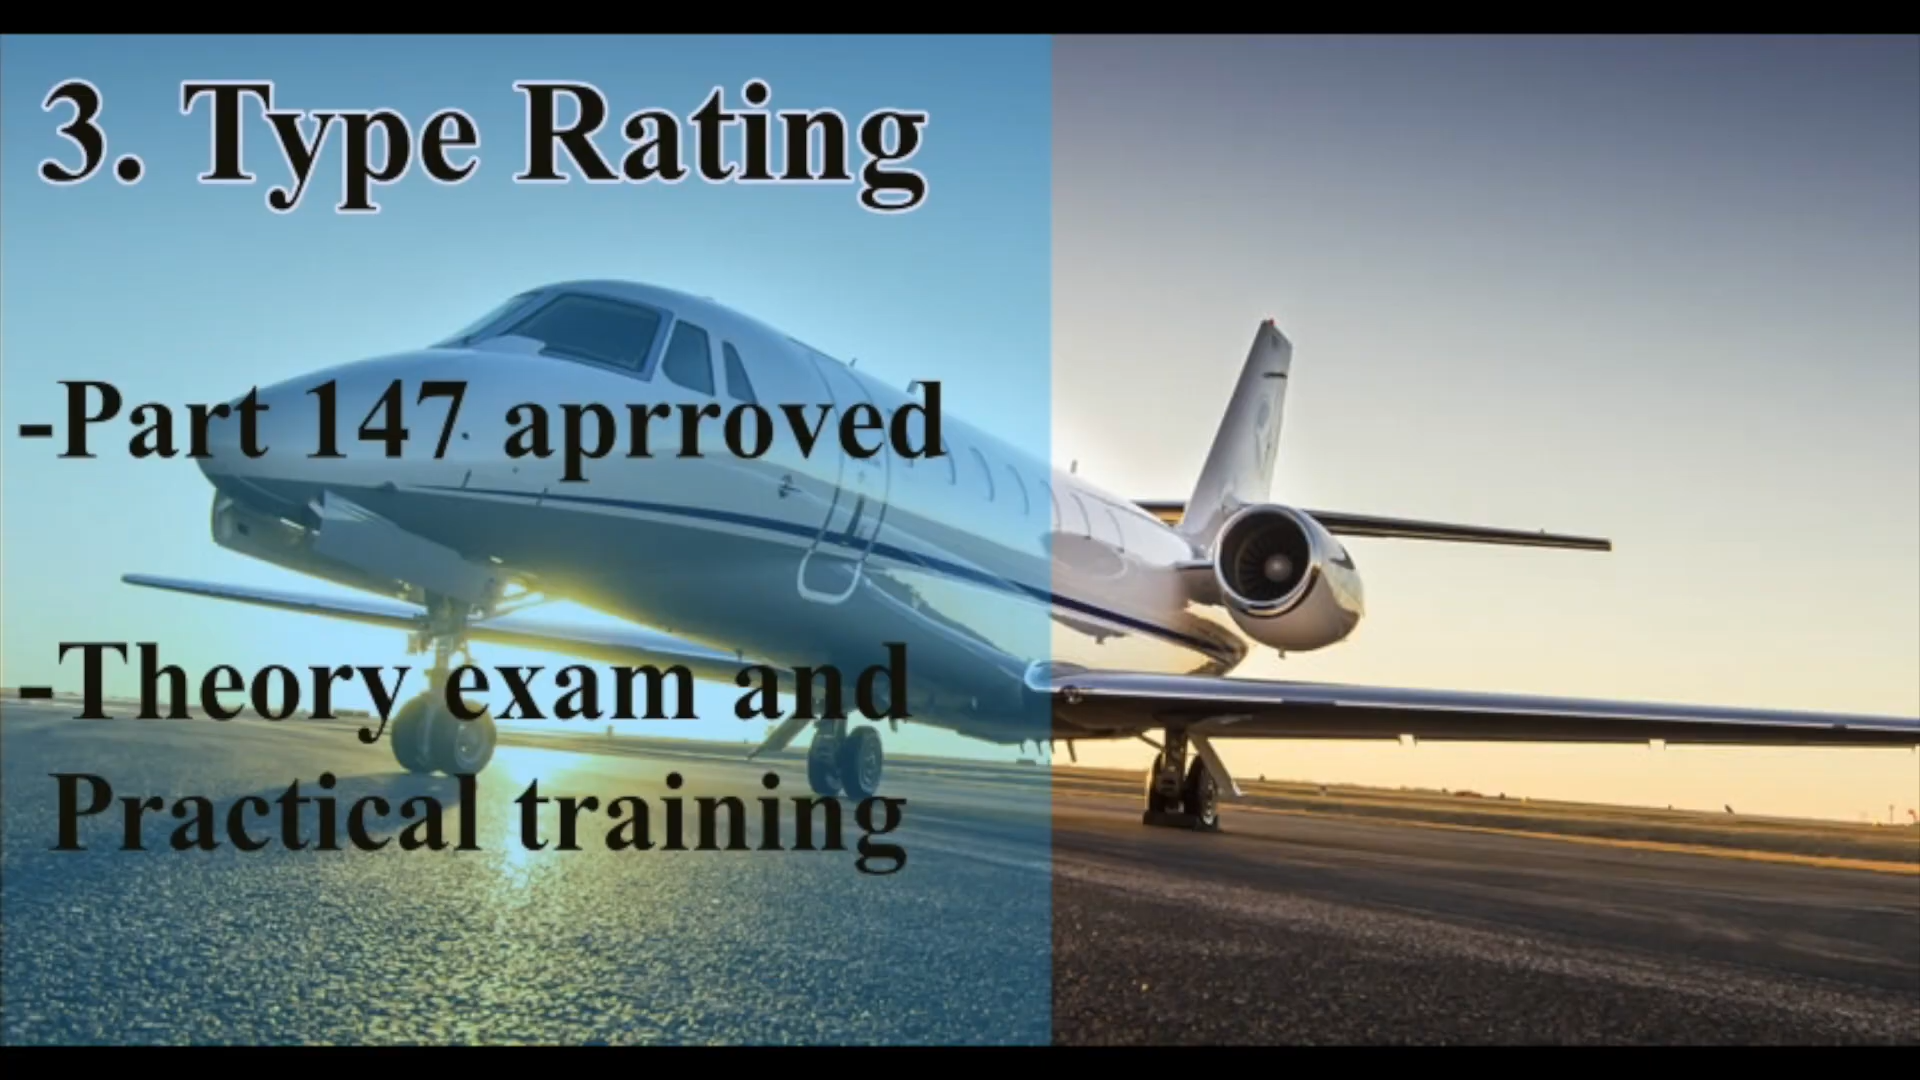 3. Type Rating
-Part 147 aprroved
-Theory exam and
Practical training